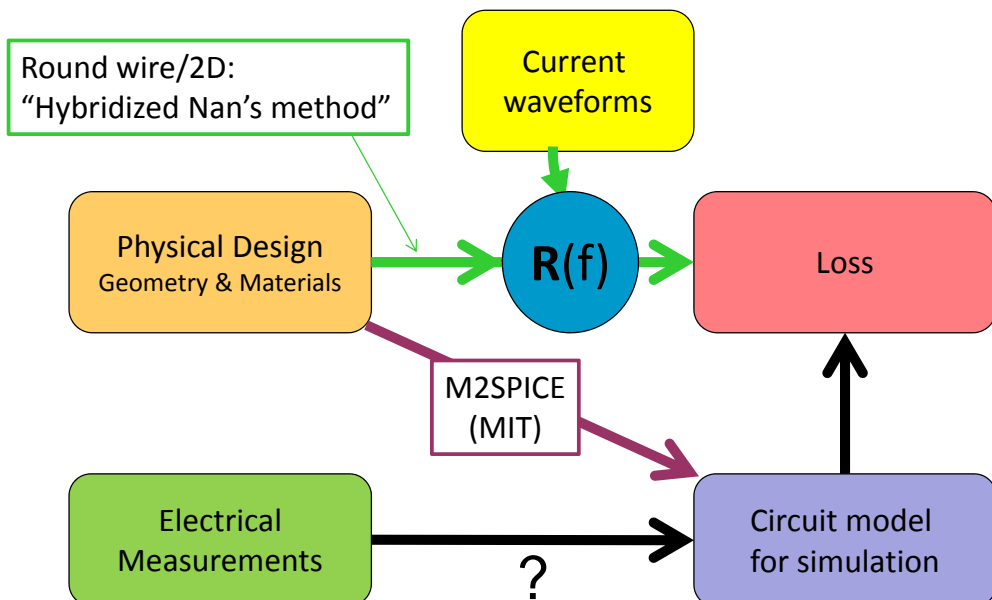 Round wire/2D:
“Hybridized Nan’s method”
Current
waveforms
Physical Design
Geometry & Materials
R(f)
Loss
M2SPICE
(MIT)
Electrical
Measurements
?
Circuit model
for simulation